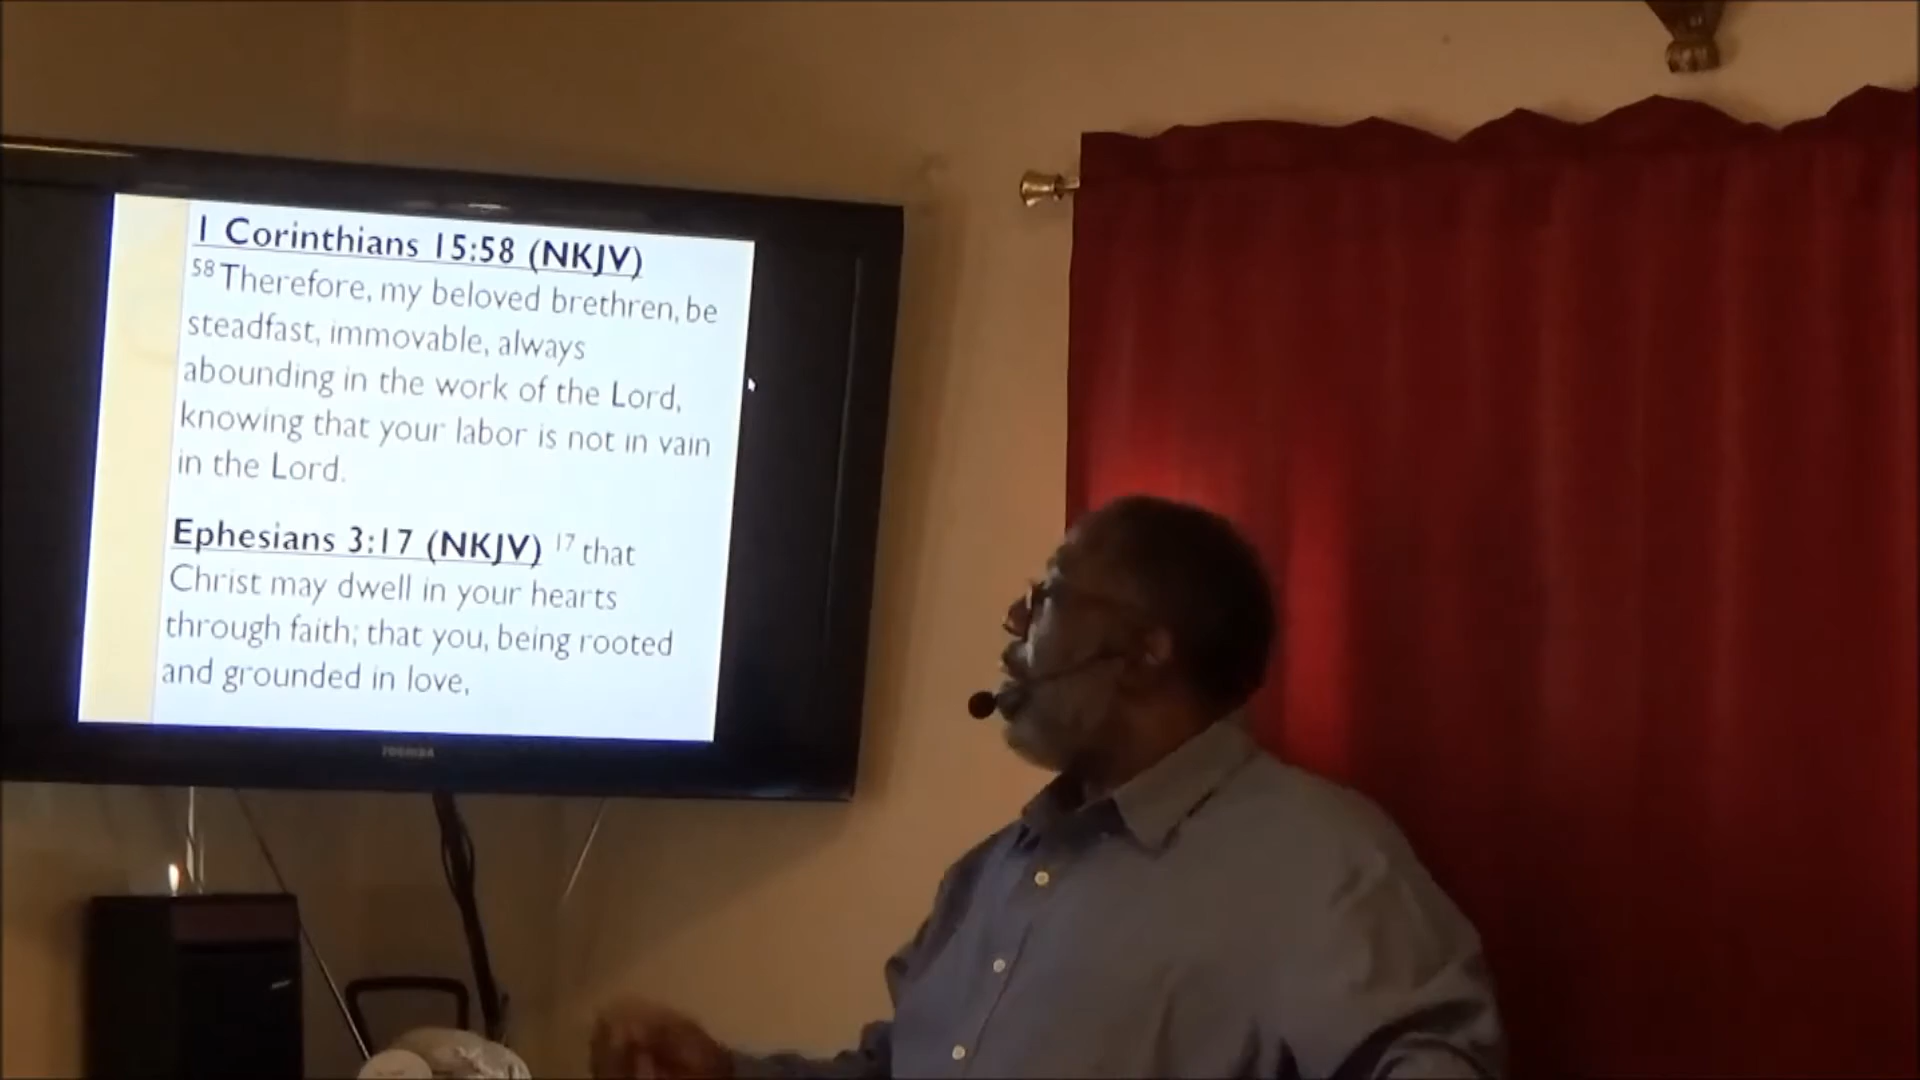 1 Corinthians 15:58 (NKJV)
58 Therefore, my beloved brethren, be
steadfast, immovable, always
abounding in the work of the Lord,
knowing that your labor is not in vain
in the Lord.
Ephesians 3:17 (NKJV) 17 that
Christ may dwell in your hearts
through faith; that you, being rooted
and grounded in love,
TOSHIBA